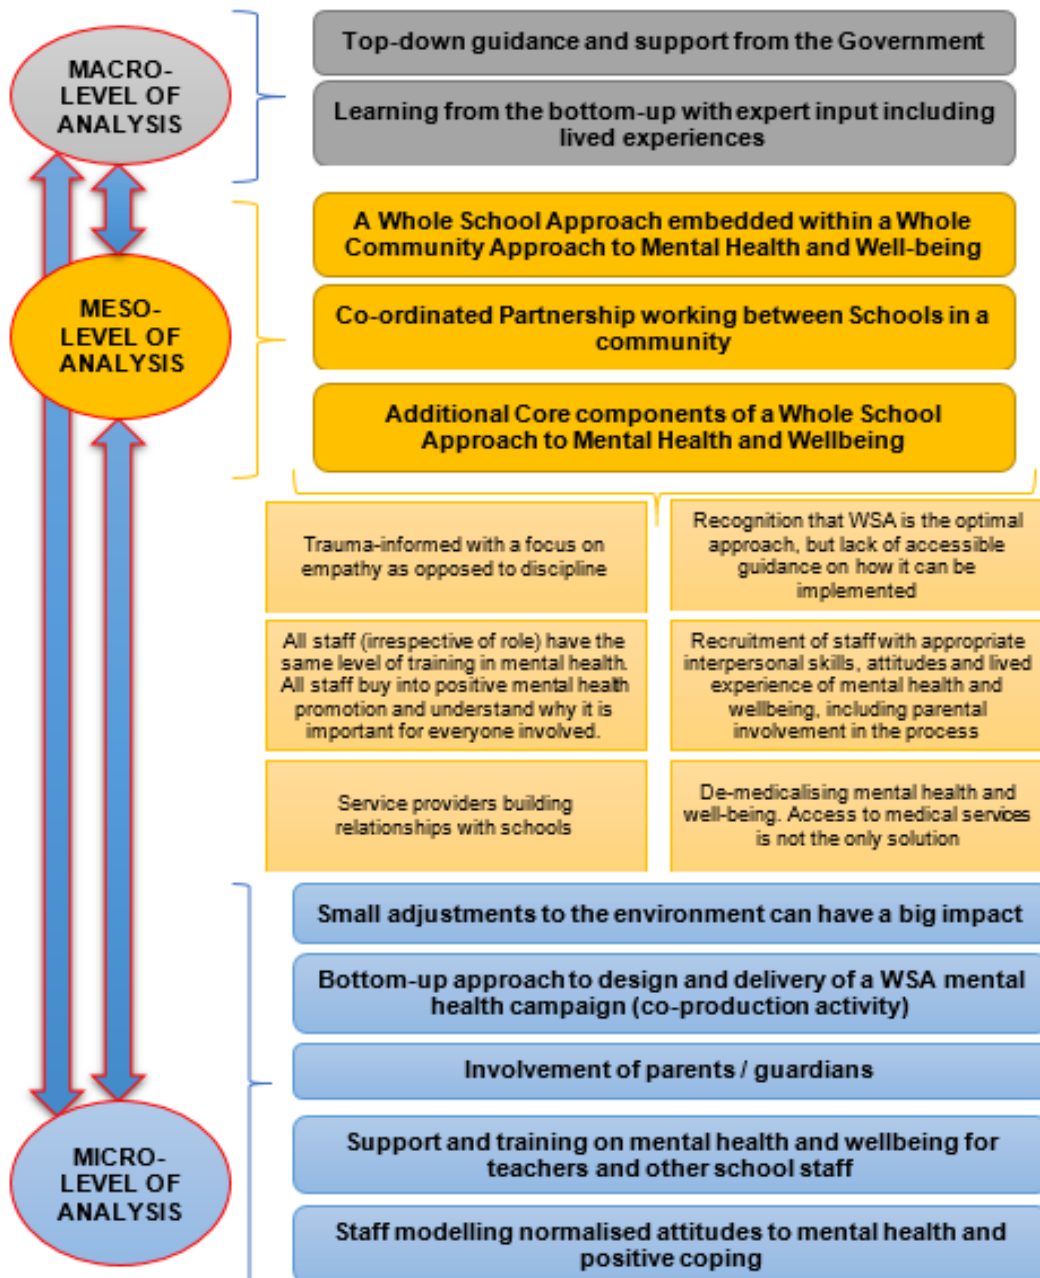 MACRO-
LEVEL OF
ANALYSIS
Top-down guidance and support from the Government
Learning from the bottom-up with expert input including
lived experiences
MESO-
LEVEL OF
ANALYSIS
A Whole School Approach embedded within a Whole
Community Approach to Mental Health and Well-being
Co-ordinated Partnership working between Schools in a
community
Additional Core components of a Whole School
Approach to Mental Health and Wellbeing
Trauma-informed with a focus on
empathy as opposed to discipline
Recognition that WSA is the optimal
approach, but lack of accessible
guidance on how it can be
implemented
All staff (irrespective of role) have the
same level of training in mental health.
All staff buy into positive mental health
promotion and understand why it is
important for everyone involved.
Recruitment of staff with appropriate
interpersonal skills, attitudes and lived
experience of mental health and
wellbeing, including parental
involvement in the process
Service providers building
relationships with schools
De-medicalising mental health and
well-being. Access to medical services
is not the only solution
MICRO-
LEVEL OF
ANALYSIS
Small adjustments to the environment can have a big impact
Bottom-up approach to design and delivery of a WSA mental
health campaign (co-production activity)
Involvement of parents / guardians
Support and training on mental health and wellbeing for
teachers and other school staff
Staff modelling normalised attitudes to mental health and
positive coping